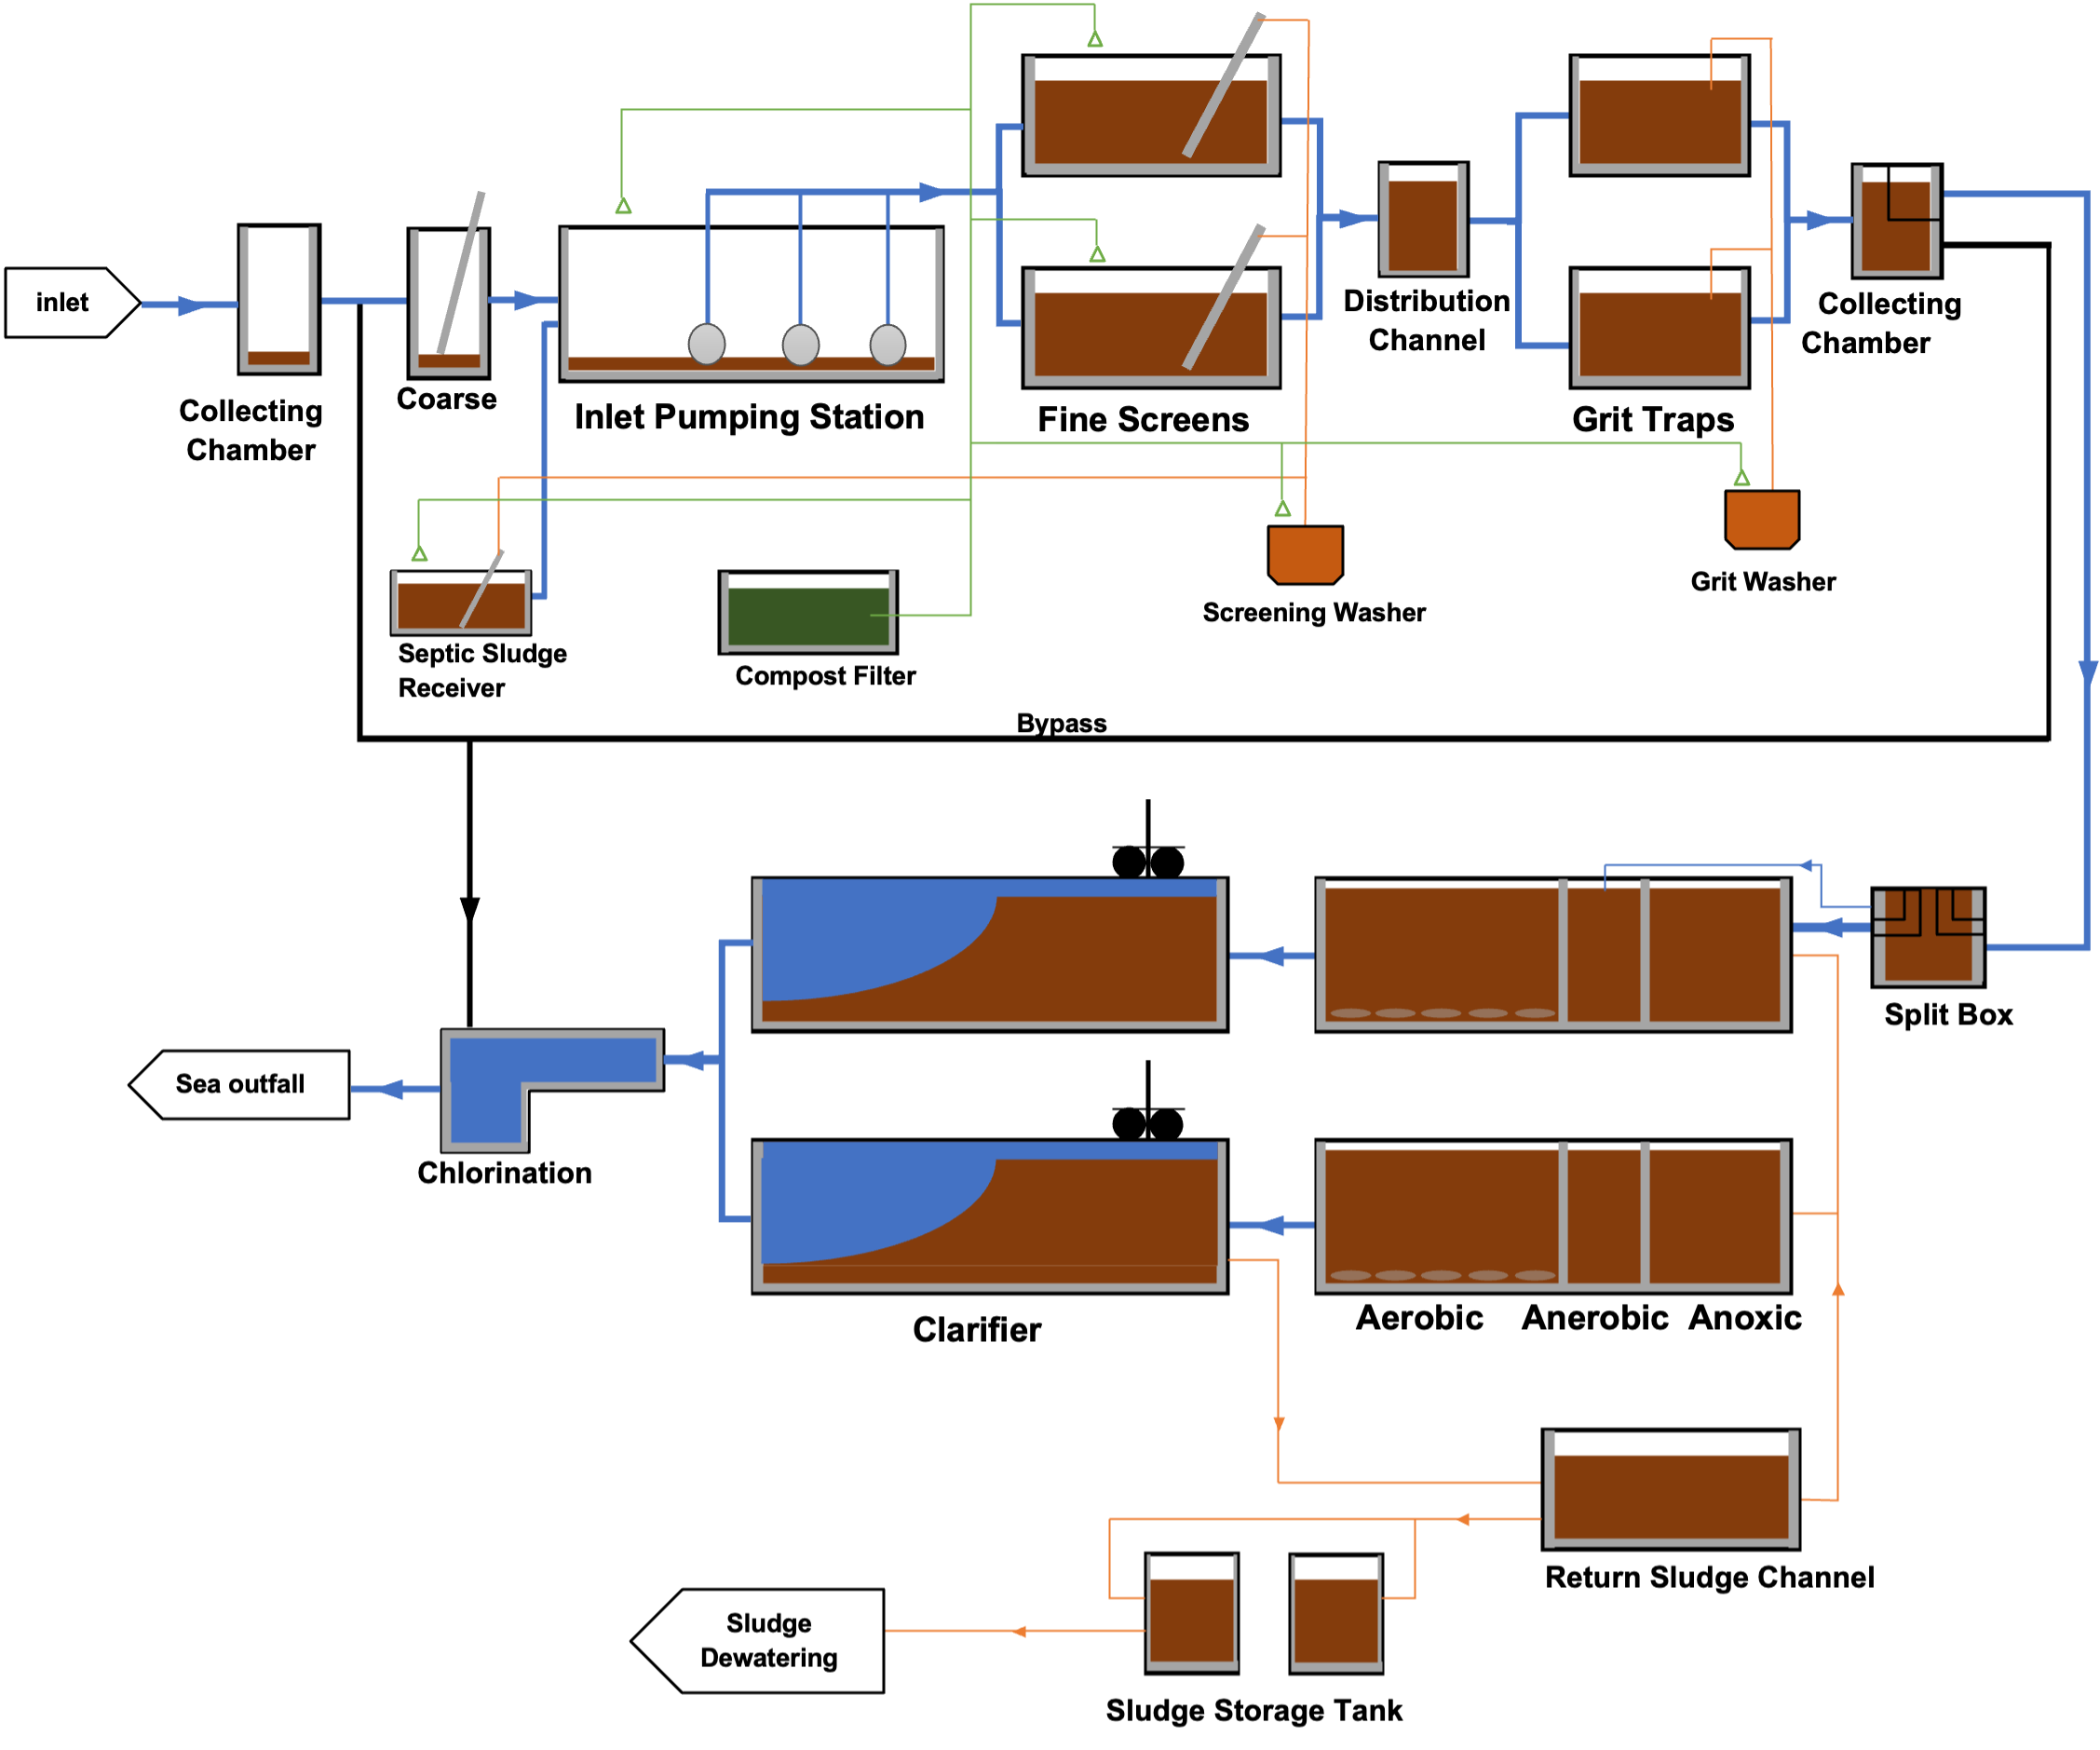 inlet
Collecting
Chamber
Coarse
Inlet Pumping Station
Fine Screens
Distribution
Channel
Grit Traps
Collecting
Chamber
Septic Sludge
Receiver
Compost Filter
Screening Washer
Grit Washer
Bypass
Split Box
Sea outfall
Chlorination
Clarifier
Aerobic
Anerobic
Anoxic
Return Sludge Channel
Sludge
Dewatering
Sludge Storage Tank